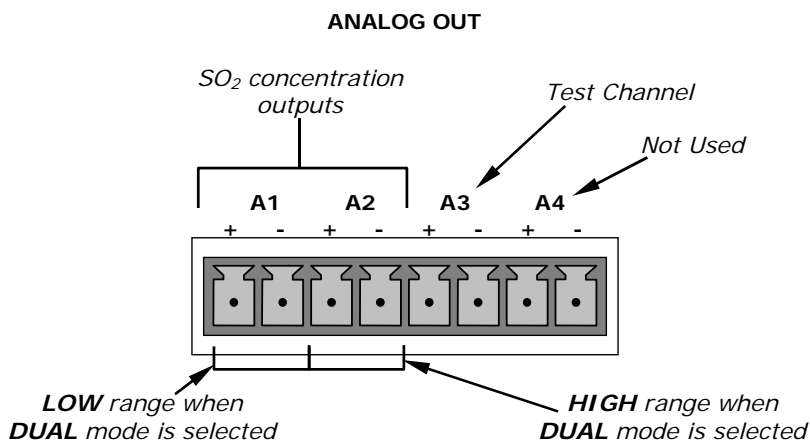 ANALOG OUT
SO₂ concentration
outputs
Test Channel
Not Used
A1 A2 A3 A4
+ - + - + - + -
LOW range when
DUAL mode is selected
HIGH range when
DUAL mode is selected